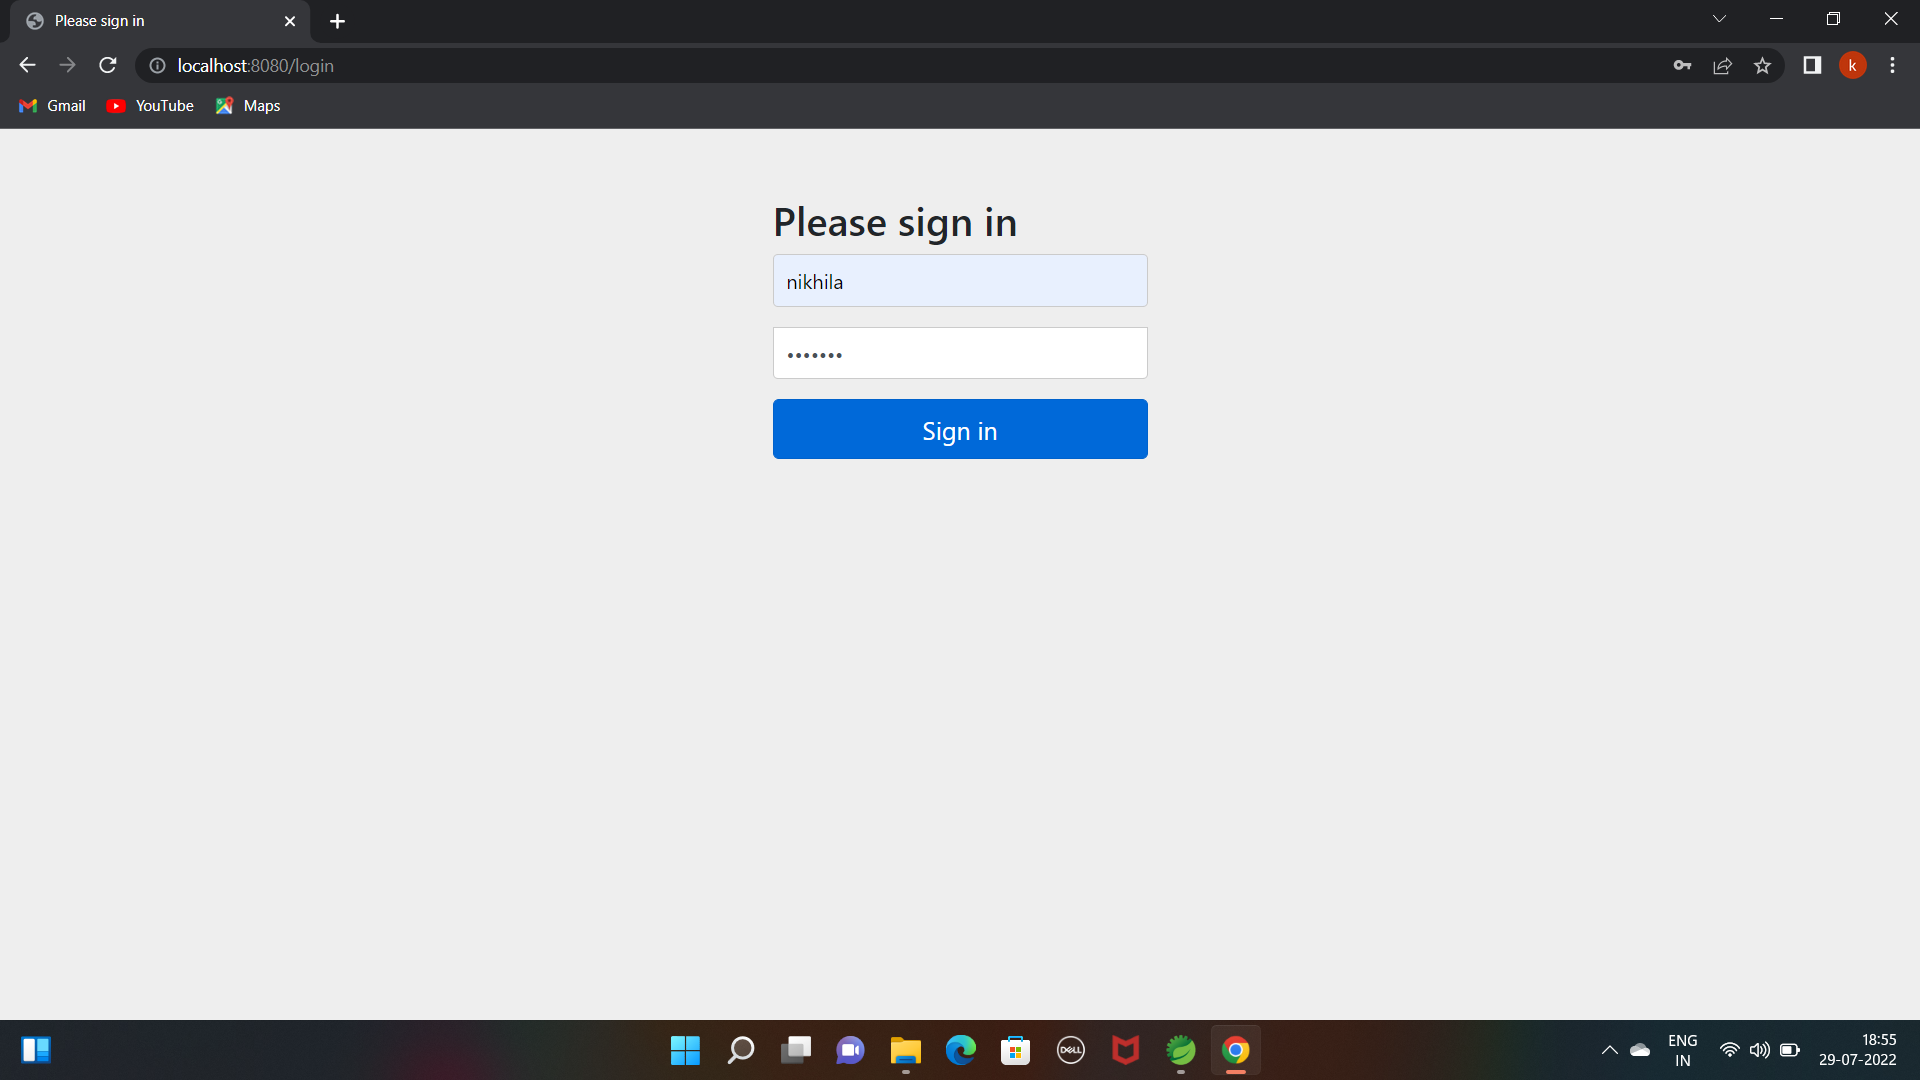 Please sign in
localhost:8080/login
k
Gmail YouTube Maps
Please sign in
nikhila
•••••••
Sign in
DELL
ENG
IN
18:55
29-07-2022